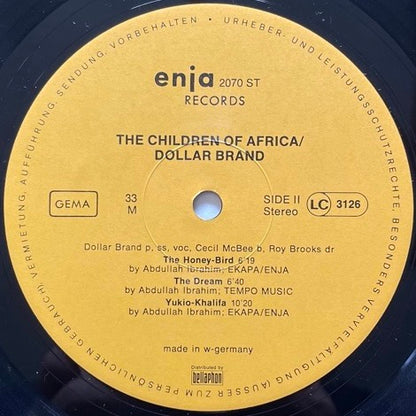 enja 2070 ST
RECORDS
THE CHILDREN OF AFRICA/
DOLLAR BRAND
GEMA
33
M
SIDE II
Stereo
LC 3126
Dollar Brand p, ss, voc, Cecil McBee b, Roy Brooks dr
The Honey-Bird 6'19
by Abdullah Ibrahim; EKAPA/ENJA
The Dream 6'40
by Abdullah Ibrahim; TEMPO MUSIC
Yukio-Khalifa 10'20
by Abdullah Ibrahim; EKAPA/ENJA
made in w-germany
Distributed by
bellaphon
URHEBER- UND LEISTUNGSSCHUTZRECHTE; BESONDERS VERVIELFÄLTIGUNG (AUSSER ZUM PERSÖNLICHEN GEBRAUCH) VERMIETUNG, AUFFÜHRUNG, SENDUNG, VORBEHALTEN •